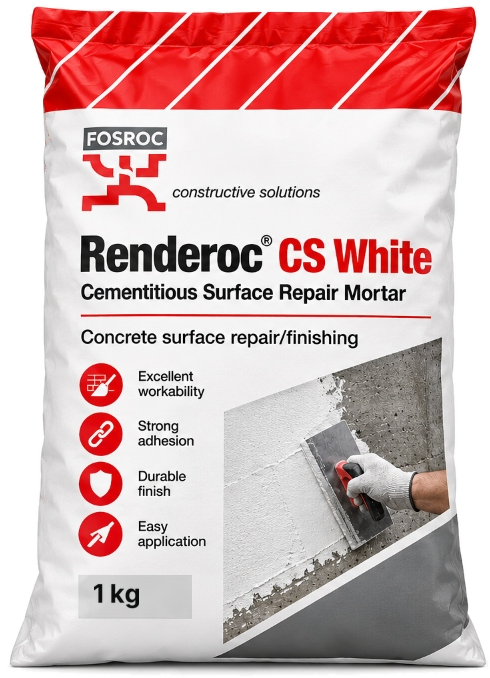 FOSROC
constructive solutions
Renderoc® CS White
Cementitious Surface Repair Mortar
Concrete surface repair/finishing
Excellent
workability
Strong
adhesion
Durable
finish
Easy
application
1 kg